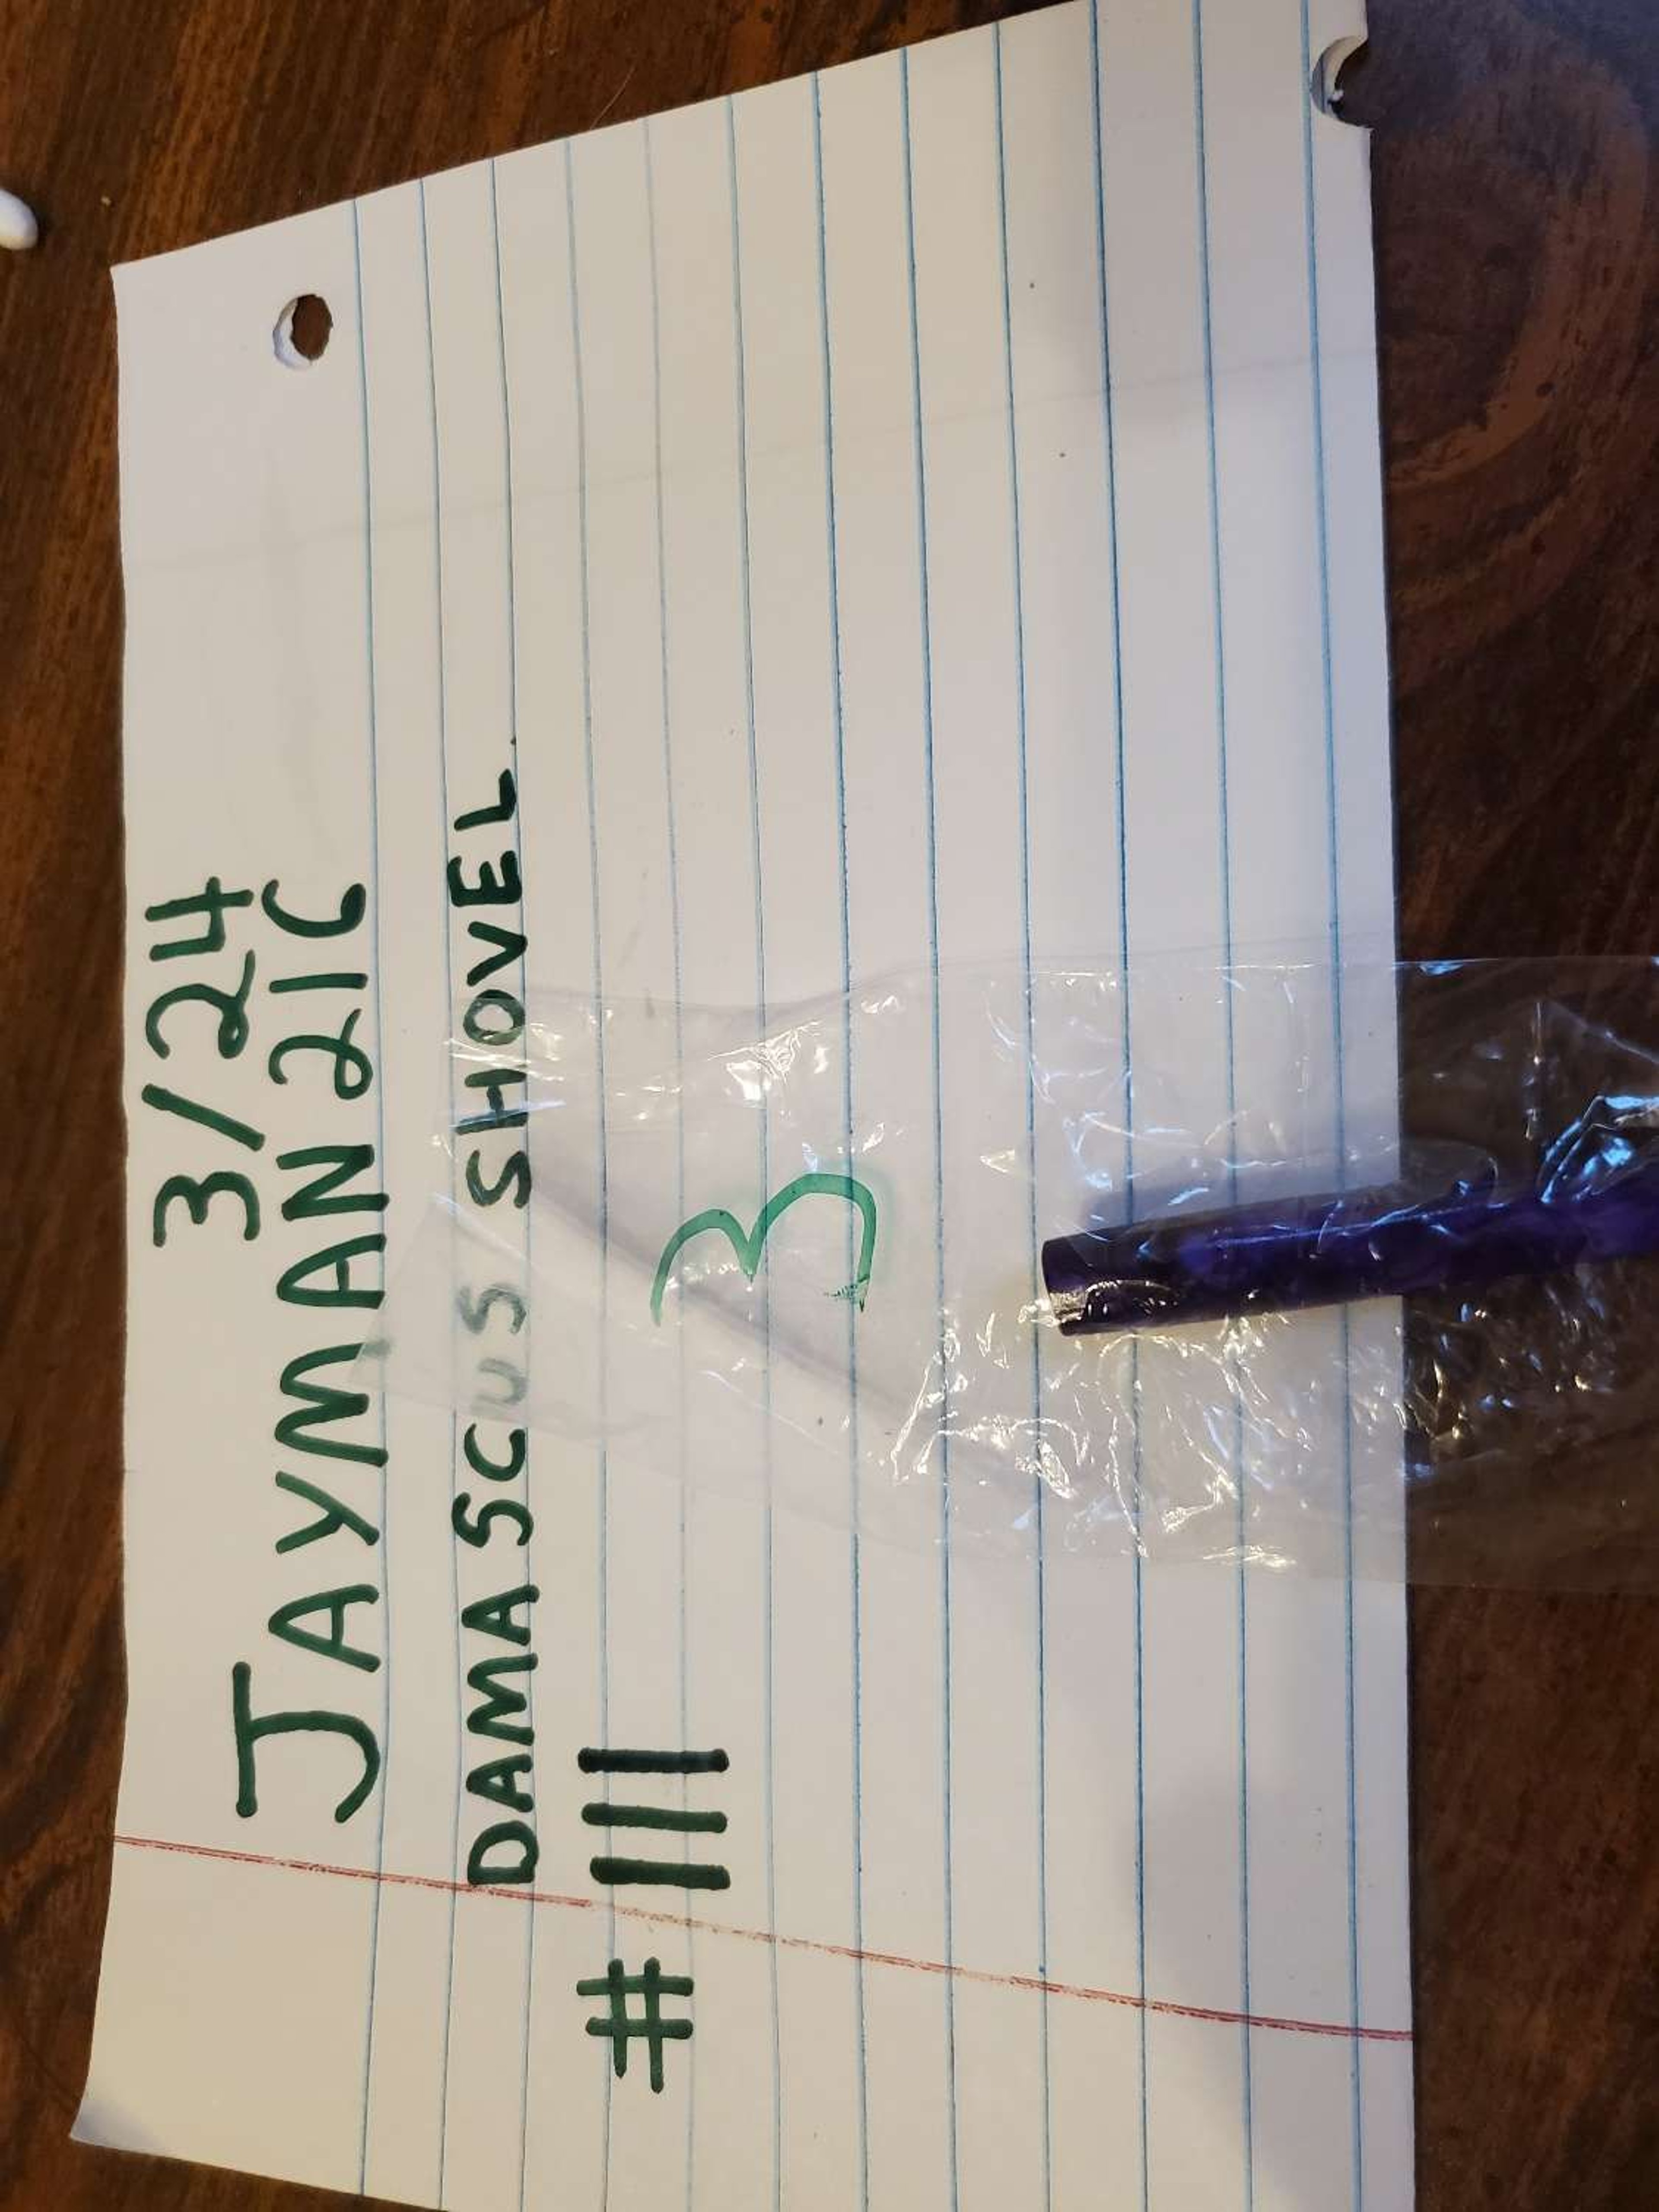 3/24
JAYMAN 216
DAMASCUS SHOVEL
# 111
3